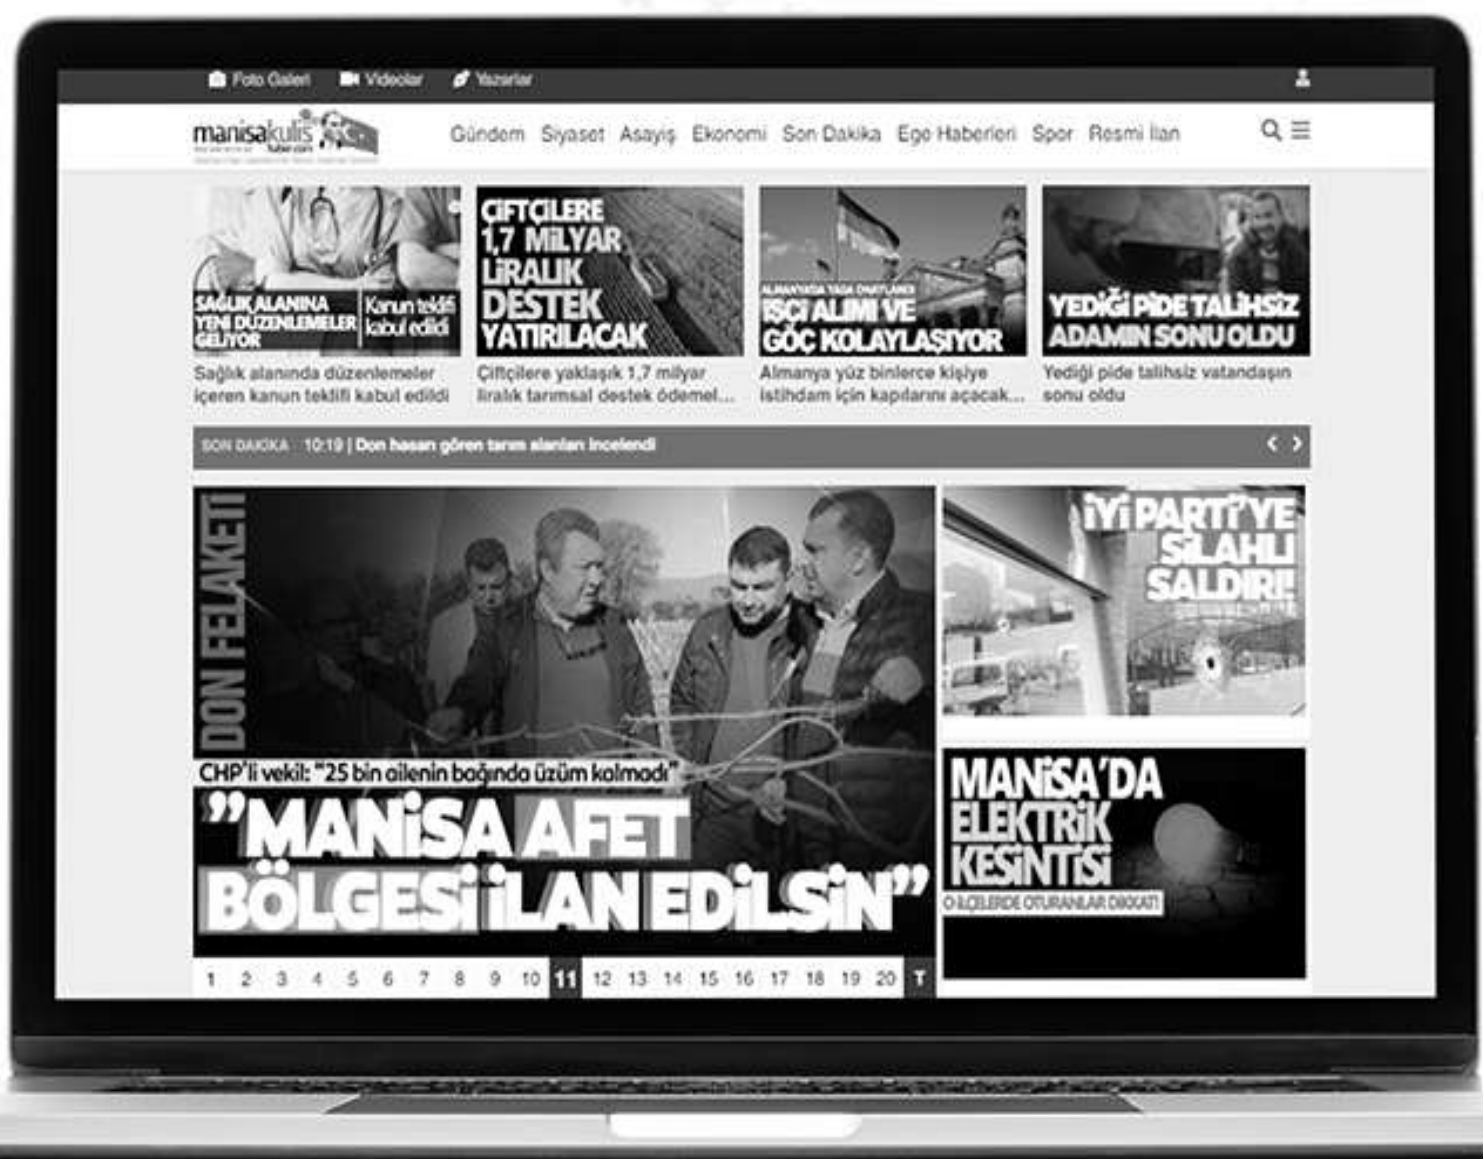 Foto Galeri Videolar Yazarlar
manisakulis
haber.com
Gündem Siyaset Asayiş Ekonomi Son Dakika Ege Haberleri Spor Resmi İlan
SAĞLIK ALANINA
YENİ DÜZENLEMELER
GELİYOR
Kanun teklifi
kabul edildi
Sağlık alanında düzenlemeler
içeren kanun teklifi kabul edildi
ÇİFTÇİLERE
1,7 MİLYAR
LİRALIK
DESTEK
YATIRILACAK
Çiftçilere yaklaşık 1,7 milyar
liralık tarımsal destek ödemel...
ALMANYA'DA YASA ONAYLANDI
İŞÇİ ALIMI VE
GÖÇ KOLAYLAŞIYOR
Almanya yüz binlerce kişiye
istihdam için kapılarını açacak...
YEDİĞİ PİDE TALİHSİZ
ADAMIN SONU OLDU
Yediği pide talihsiz vatandaşın
sonu oldu
SON DAKİKA 10:19 | Don hasarı gören tarım alanları incelendi
DON FELAKETİ
CHP'li vekil: "25 bin ailenin bağında üzüm kalmadı"
"MANİSA AFET
BÖLGESİ İLAN EDİLSİN"
1 2 3 4 5 6 7 8 9 10 11 12 13 14 15 16 17 18 19 20 T
İYİ PARTİ'YE
SİLAHLI
SALDIRI!
MANİSA'DA
ELEKTRİK
KESİNTİSİ
O İLÇELERDE OTURANLAR DİKKAT!